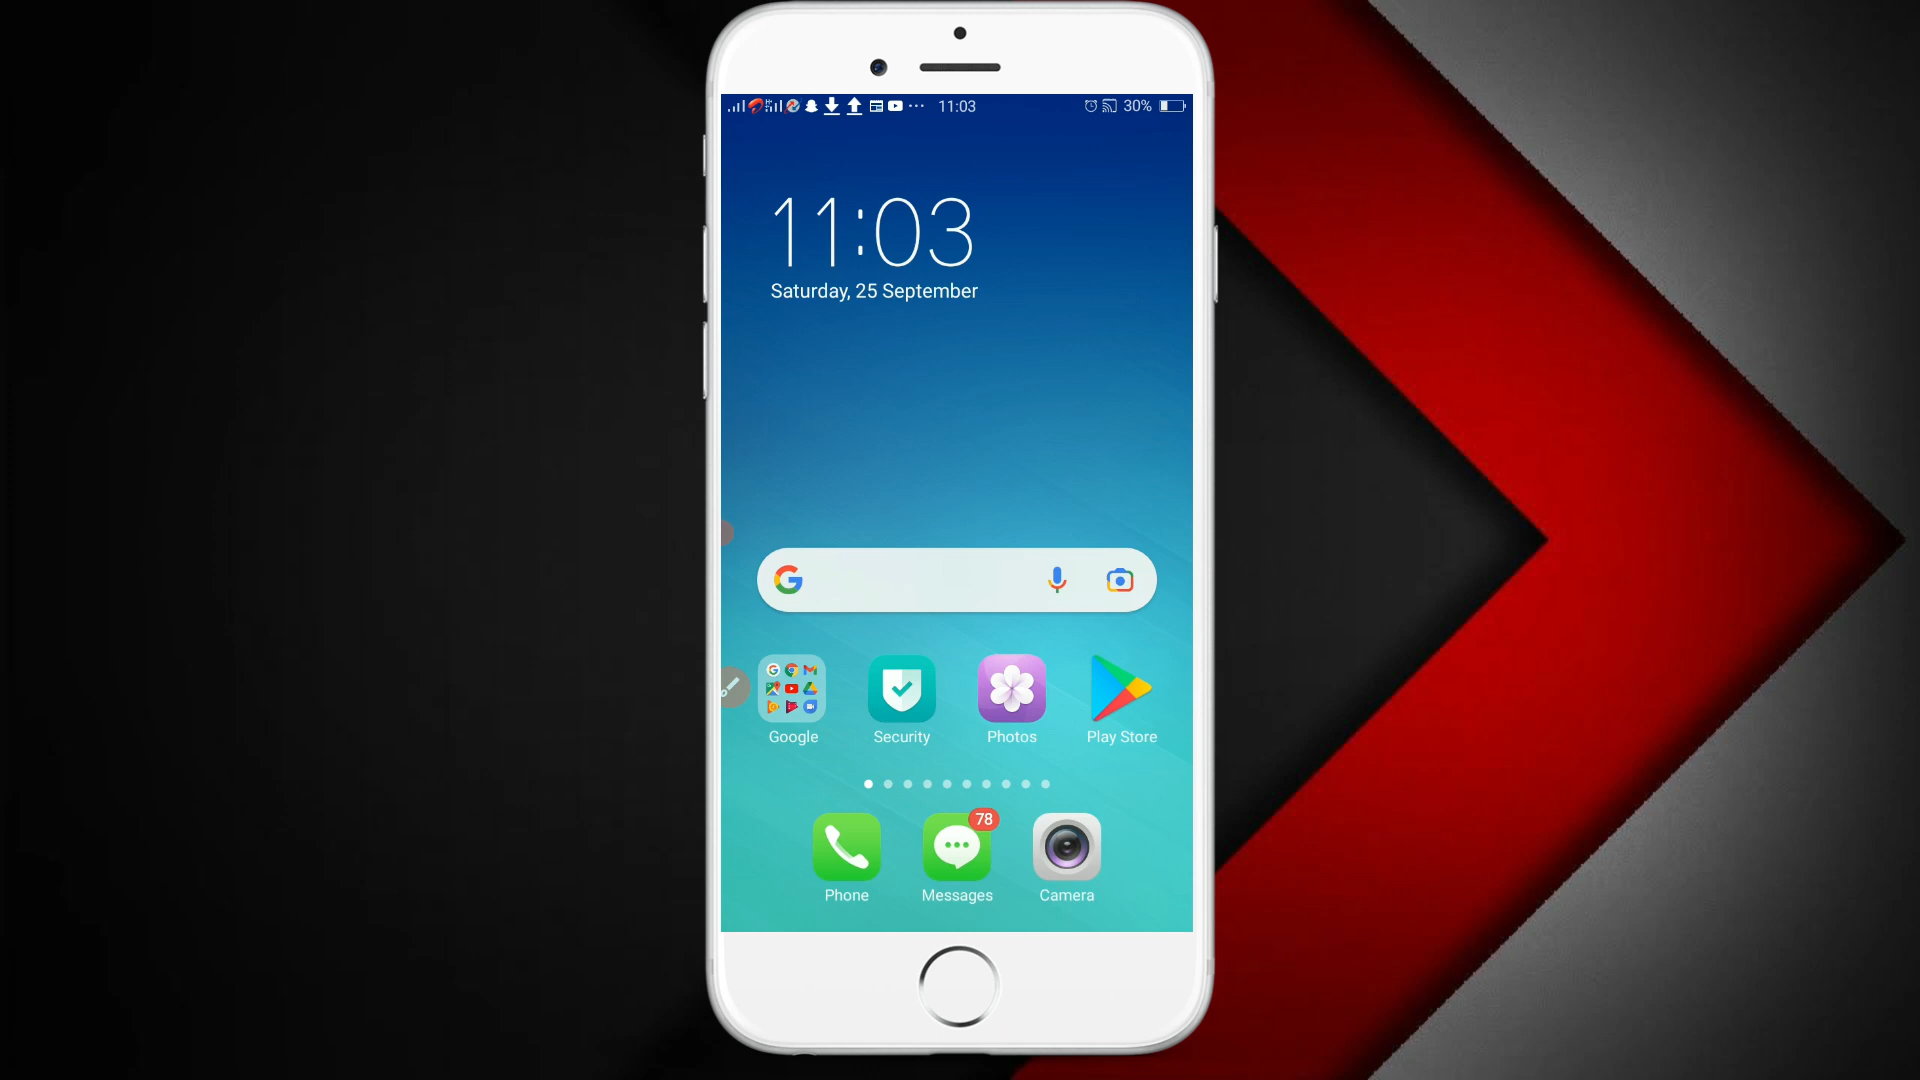 11:03 30%
11:03
Saturday, 25 September
Google Security Photos Play Store
78
Phone Messages Camera